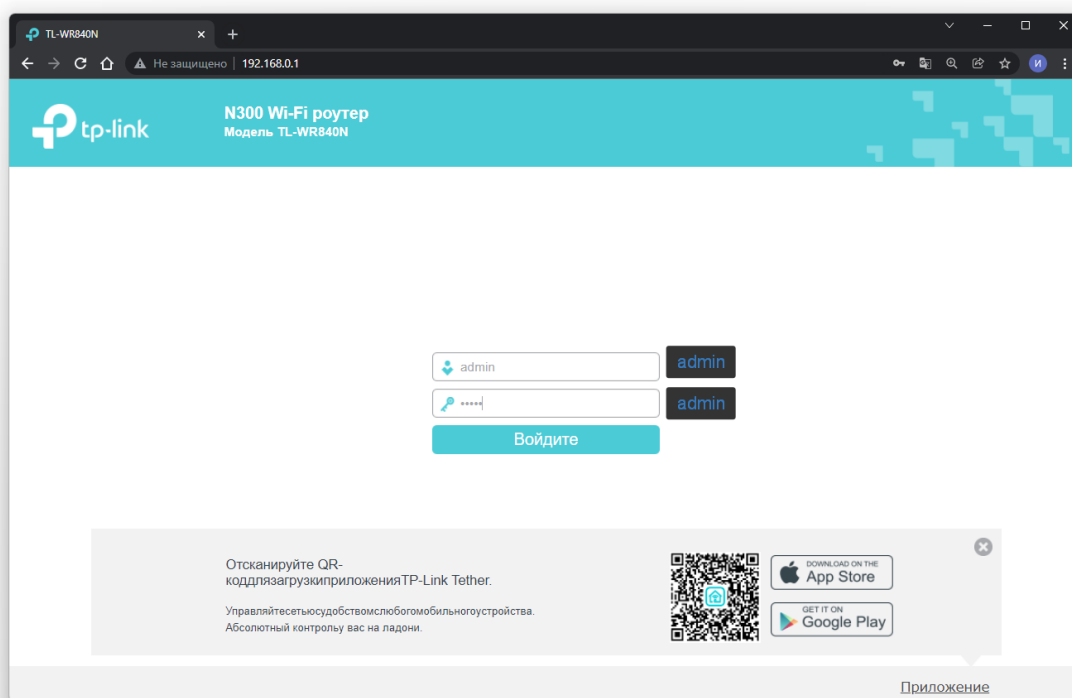 TL-WR840N
Не защищено
192.168.0.1
И
tp-link
N300 Wi-Fi роутер
Модель TL-WR840N
admin
admin
•••••
admin
Войдите
Отсканируйте QR-
коддлязагрузкиприложенияTP-Link Tether.
Управляйтесетьюсудобствомслюбогомобильногоустройства.
Абсолютный контрольу вас на ладони.
DOWNLOAD ON THE
App Store
GET IT ON
Google Play
Приложение